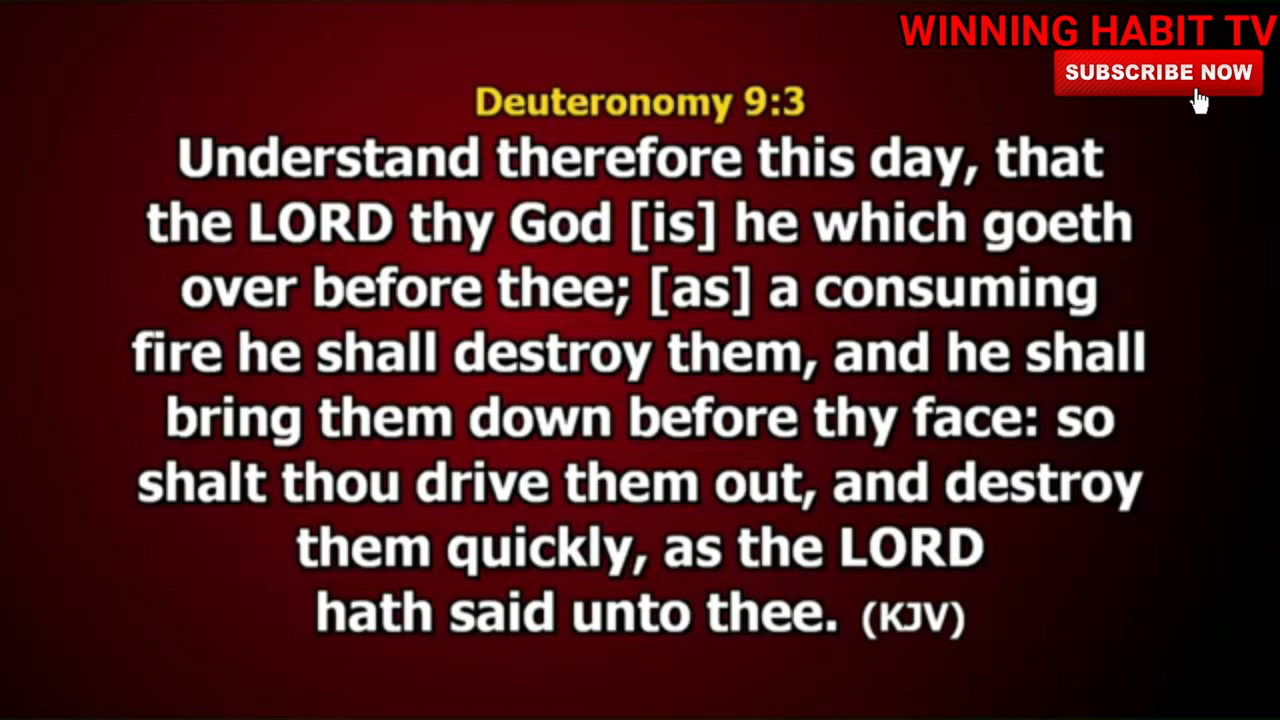 WINNING HABIT TV
SUBSCRIBE NOW
Deuteronomy 9:3
Understand therefore this day, that
the LORD thy God [is] he which goeth
over before thee; [as] a consuming
fire he shall destroy them, and he shall
bring them down before thy face: so
shalt thou drive them out, and destroy
them quickly, as the LORD
hath said unto thee. (KJV)